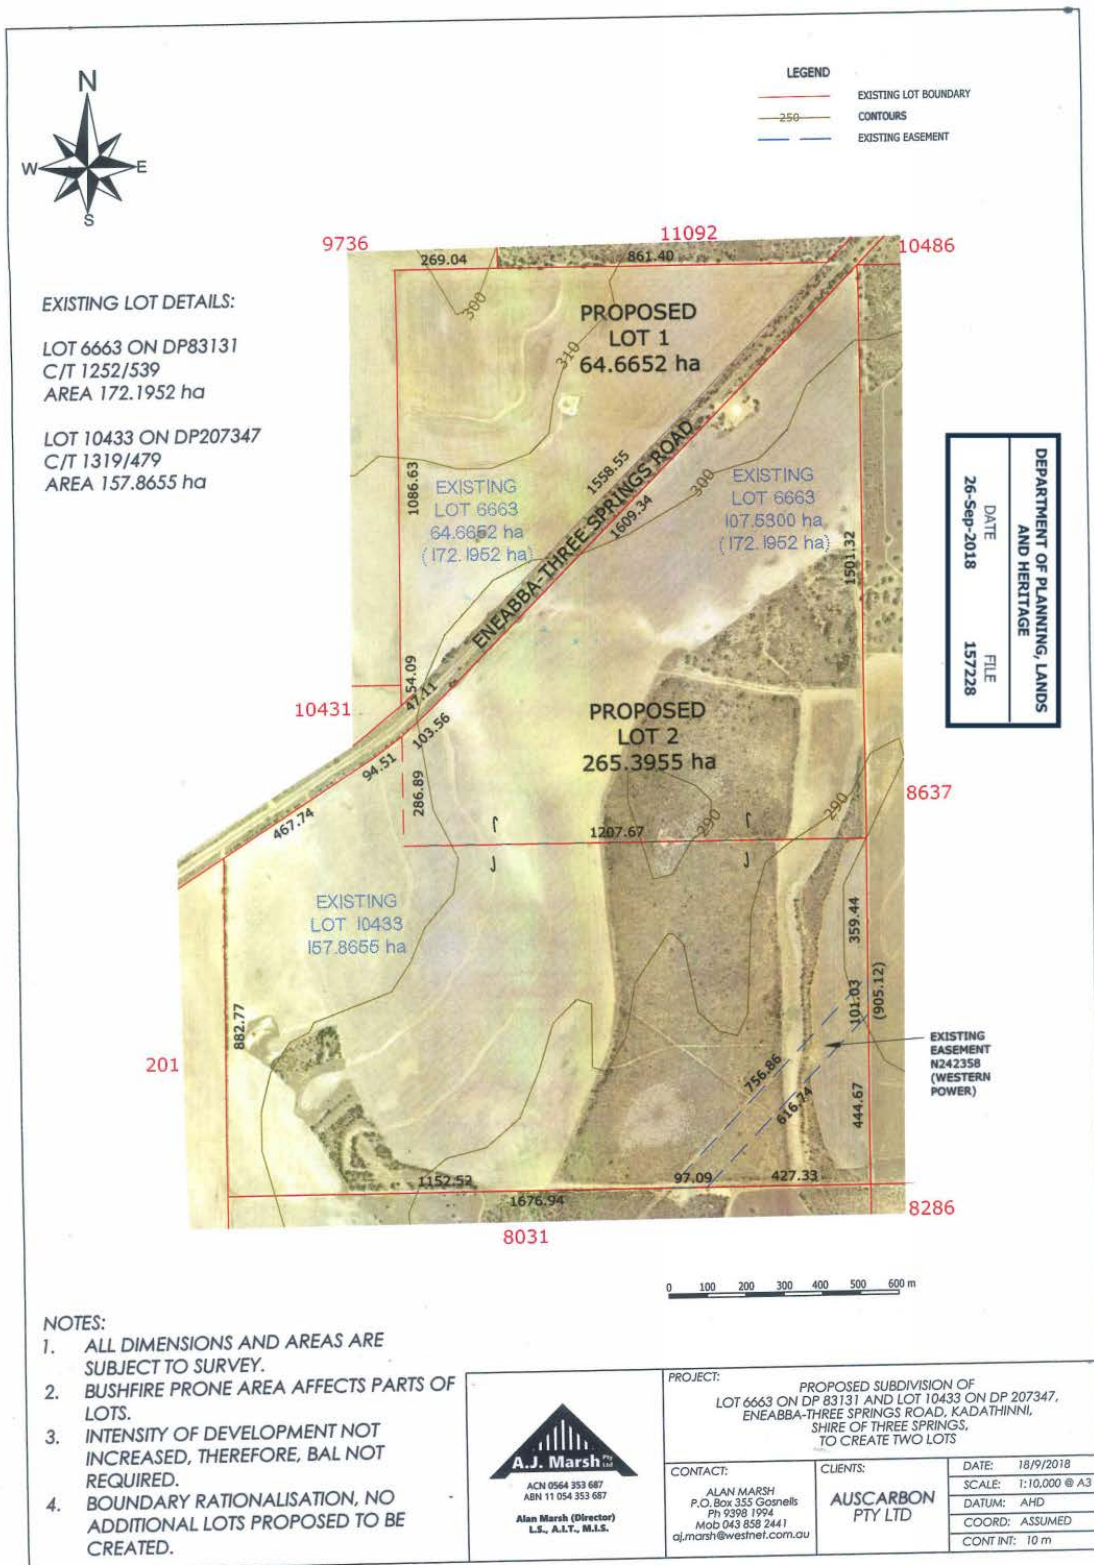 N
W
E
S
LEGEND
EXISTING LOT BOUNDARY
250
CONTOURS
EXISTING EASEMENT
EXISTING LOT DETAILS:
LOT 6663 ON DP83131
C/T 1252/539
AREA 172.1952 ha
LOT 10433 ON DP207347
C/T 1319/479
AREA 157.8655 ha
9736
11092
10486
269.04
861.40
300
310
PROPOSED
LOT 1
64.6652 ha
1086.63
EXISTING
LOT 6663
64.6652 ha
(172.1952 ha)
1558.55
1609.34
ENEABBA-THREE SPRINGS ROAD
300
EXISTING
LOT 6663
107.5300 ha
(172.1952 ha)
1501.32
DEPARTMENT OF PLANNING, LANDS
AND HERITAGE
DATE
FILE
26-Sep-2018
157228
10431
154.09
47.11
103.56
94.51
467.74
286.89
PROPOSED
LOT 2
265.3955 ha
290
290
8637
1207.67
EXISTING
LOT 10433
157.8655 ha
359.44
101.03
(905.12)
444.67
882.77
201
756.86
616.74
EXISTING
EASEMENT
N242358
(WESTERN
POWER)
1152.52
97.09
427.33
1676.94
8031
8286
0 100 200 300 400 500 600 m
NOTES:
1. ALL DIMENSIONS AND AREAS ARE
SUBJECT TO SURVEY.
2. BUSHFIRE PRONE AREA AFFECTS PARTS OF
LOTS.
3. INTENSITY OF DEVELOPMENT NOT
INCREASED, THEREFORE, BAL NOT
REQUIRED.
4. BOUNDARY RATIONALISATION, NO
ADDITIONAL LOTS PROPOSED TO BE
CREATED.
A.J. Marsh Pty Ltd
ACN 0564 353 687
ABN 11 054 353 687
Alan Marsh (Director)
L.S., A.I.T., M.I.S.
PROJECT:
PROPOSED SUBDIVISION OF
LOT 6663 ON DP 83131 AND LOT 10433 ON DP 207347,
ENEABBA-THREE SPRINGS ROAD, KADATHINNI,
SHIRE OF THREE SPRINGS,
TO CREATE TWO LOTS
CONTACT:
ALAN MARSH
P.O. Box 355 Gosnells
Ph 9398 1994
Mob 043 858 2441
aj.marsh@westnet.com.au
CLIENTS:
AUSCARBON
PTY LTD
DATE: 18/9/2018
SCALE: 1:10,000 @ A3
DATUM: AHD
COORD: ASSUMED
CONT INT: 10 m